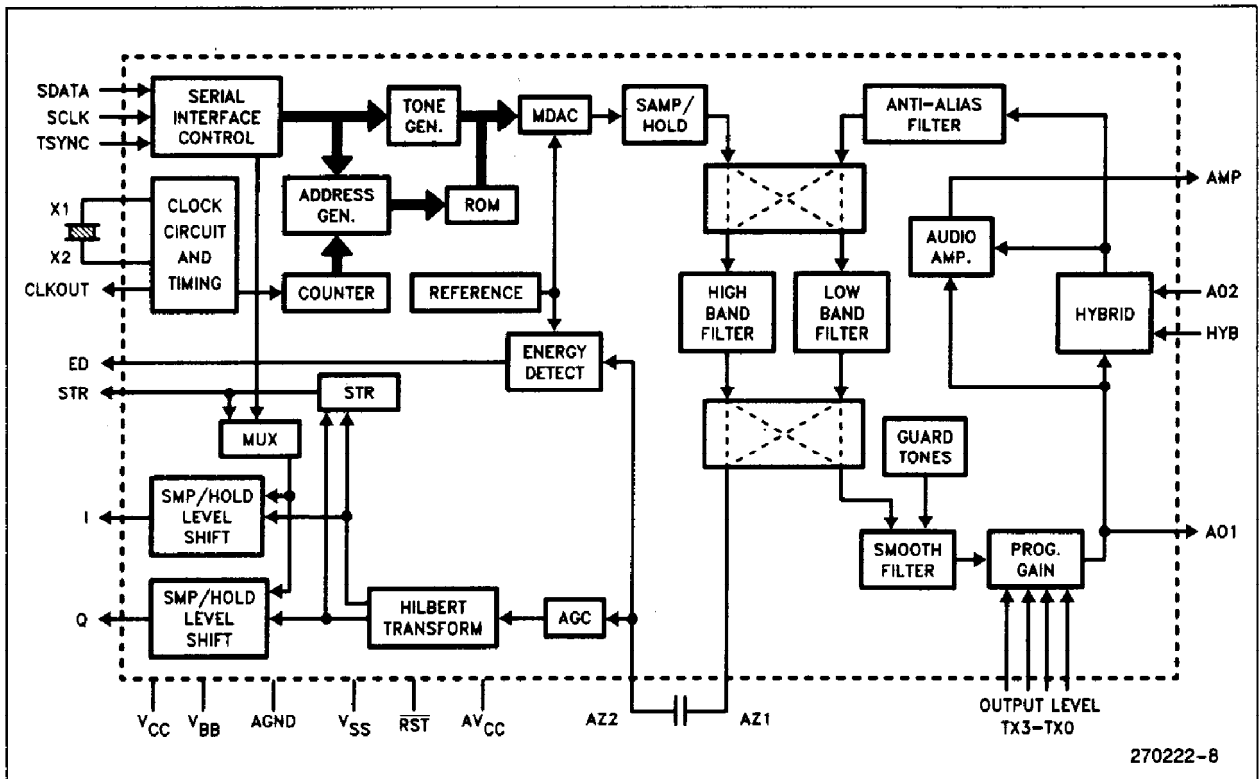 SDATA
SCLK
TSYNC
SERIAL
INTERFACE
CONTROL
TONE
GEN.
MDAC
SAMP/
HOLD
ANTI-ALIAS
FILTER
AMP
X1
X2
CLKOUT
CLOCK
CIRCUIT
AND
TIMING
ADDRESS
GEN.
ROM
AUDIO
AMP.
COUNTER
REFERENCE
HIGH
BAND
FILTER
LOW
BAND
FILTER
HYBRID
AO2
HYB
ED
ENERGY
DETECT
STR
STR
MUX
GUARD
TONES
I
SMP/HOLD
LEVEL
SHIFT
SMOOTH
FILTER
PROG.
GAIN
AO1
Q
SMP/HOLD
LEVEL
SHIFT
HILBERT
TRANSFORM
AGC
VCC
VBB
AGND
VSS
RST
AVCC
AZ2
AZ1
OUTPUT LEVEL
TX3-TX0
270222-8